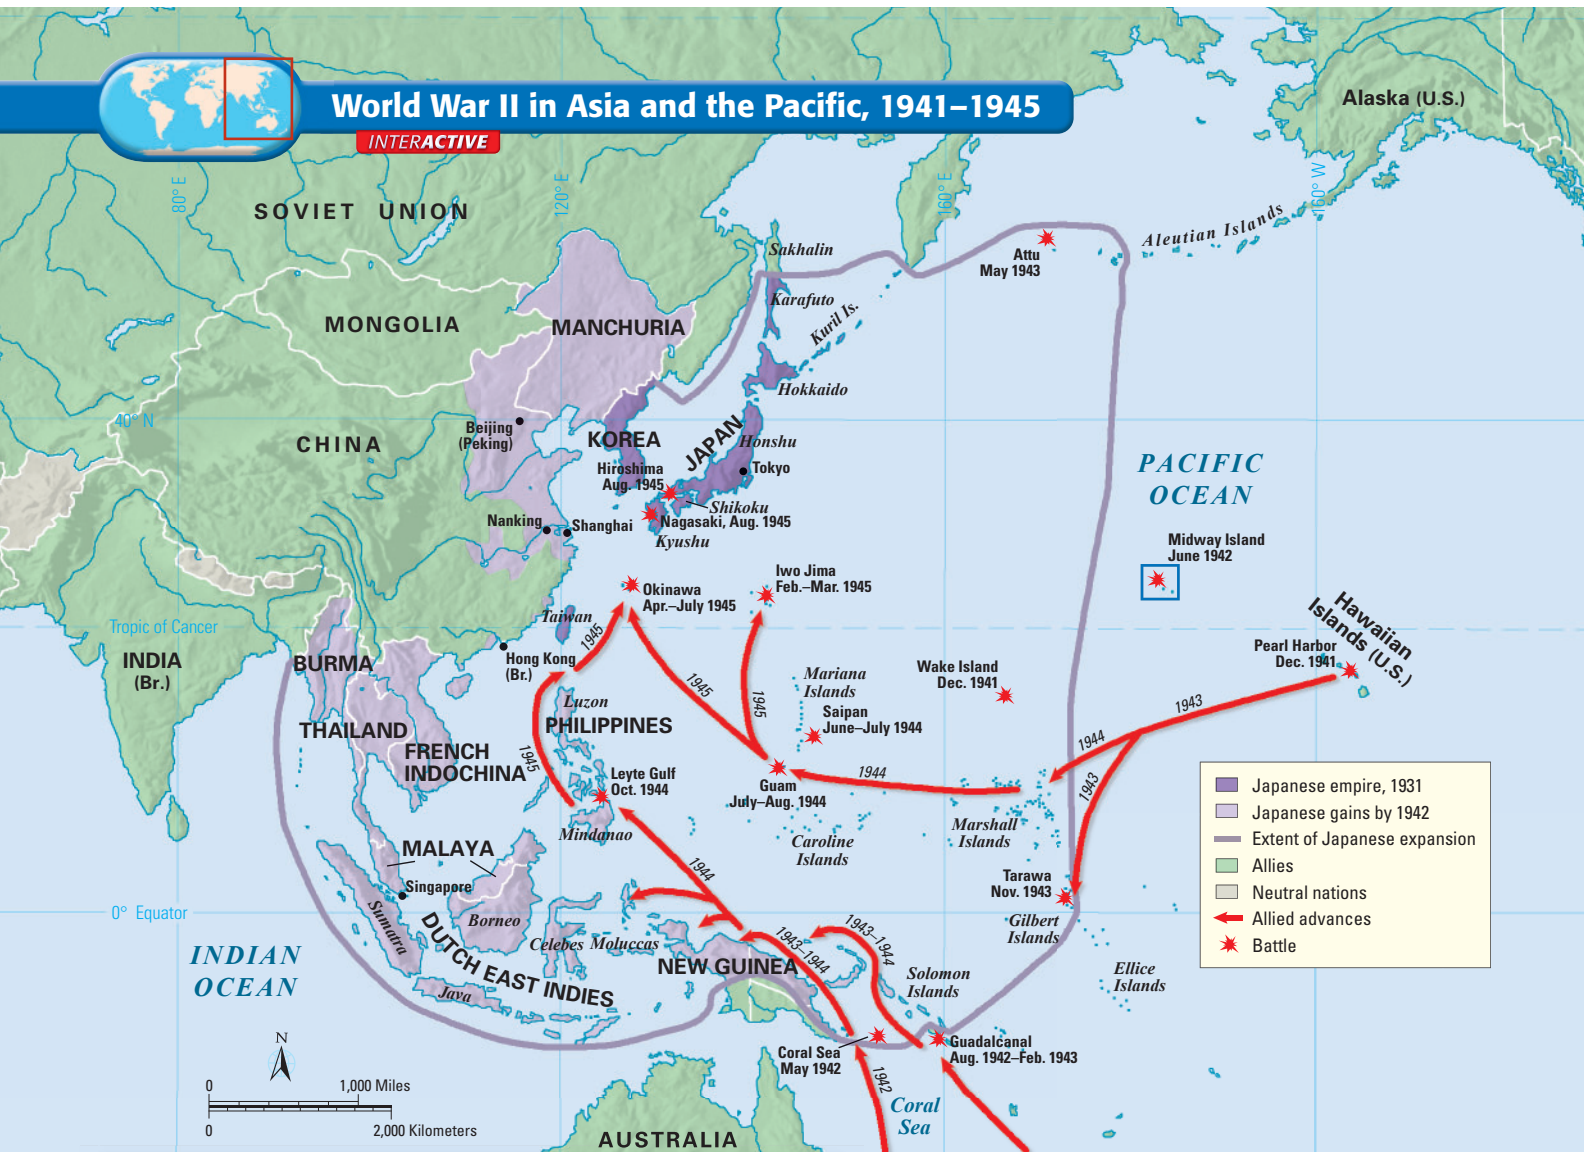 World War II in Asia and the Pacific, 1941–1945
INTERACTIVE
80° E
120° E
160° E
160° W
Alaska (U.S.)
SOVIET UNION
Aleutian Islands
Sakhalin
Attu
May 1943
Karafuto
Kuril Is.
MONGOLIA
MANCHURIA
Hokkaido
40° N
Beijing
(Peking)
CHINA
KOREA
JAPAN
Honshu
Tokyo
Hiroshima
Aug. 1945
Shikoku
Nagasaki, Aug. 1945
Kyushu
Nanking
Shanghai
PACIFIC
OCEAN
Midway Island
June 1942
Okinawa
Apr.–July 1945
Iwo Jima
Feb.–Mar. 1945
Taiwan
1945
Tropic of Cancer
Hawaiian
Islands (U.S.)
Pearl Harbor
Dec. 1941
INDIA
(Br.)
BURMA
Hong Kong
(Br.)
Wake Island
Dec. 1941
Mariana
Islands
1945
1945
1943
Luzon
PHILIPPINES
Saipan
June–July 1944
THAILAND
FRENCH
INDOCHINA
1945
1944
1943
Leyte Gulf
Oct. 1944
Guam
July–Aug. 1944
1944
Mindanao
Caroline
Islands
Marshall
Islands
MALAYA
Singapore
1944
Tarawa
Nov. 1943
Gilbert
Islands
0° Equator
Sumatra
Borneo
DUTCH EAST INDIES
Celebes
Moluccas
1943–1944
1943–1944
INDIAN
OCEAN
NEW GUINEA
Solomon
Islands
Ellice
Islands
Java
Coral Sea
May 1942
Guadalcanal
Aug. 1942–Feb. 1943
1942
Coral
Sea
AUSTRALIA
N
0
1,000 Miles
0
2,000 Kilometers
Japanese empire, 1931
Japanese gains by 1942
Extent of Japanese expansion
Allies
Neutral nations
Allied advances
Battle